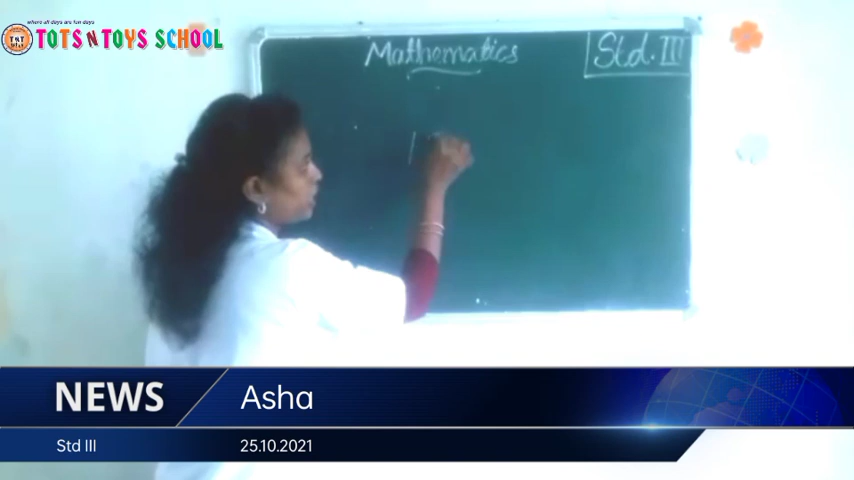 where all days are fun days
TOTS N TOYS SCHOOL
Mathematics
Std. III
1
NEWS
Asha
Std III
25.10.2021